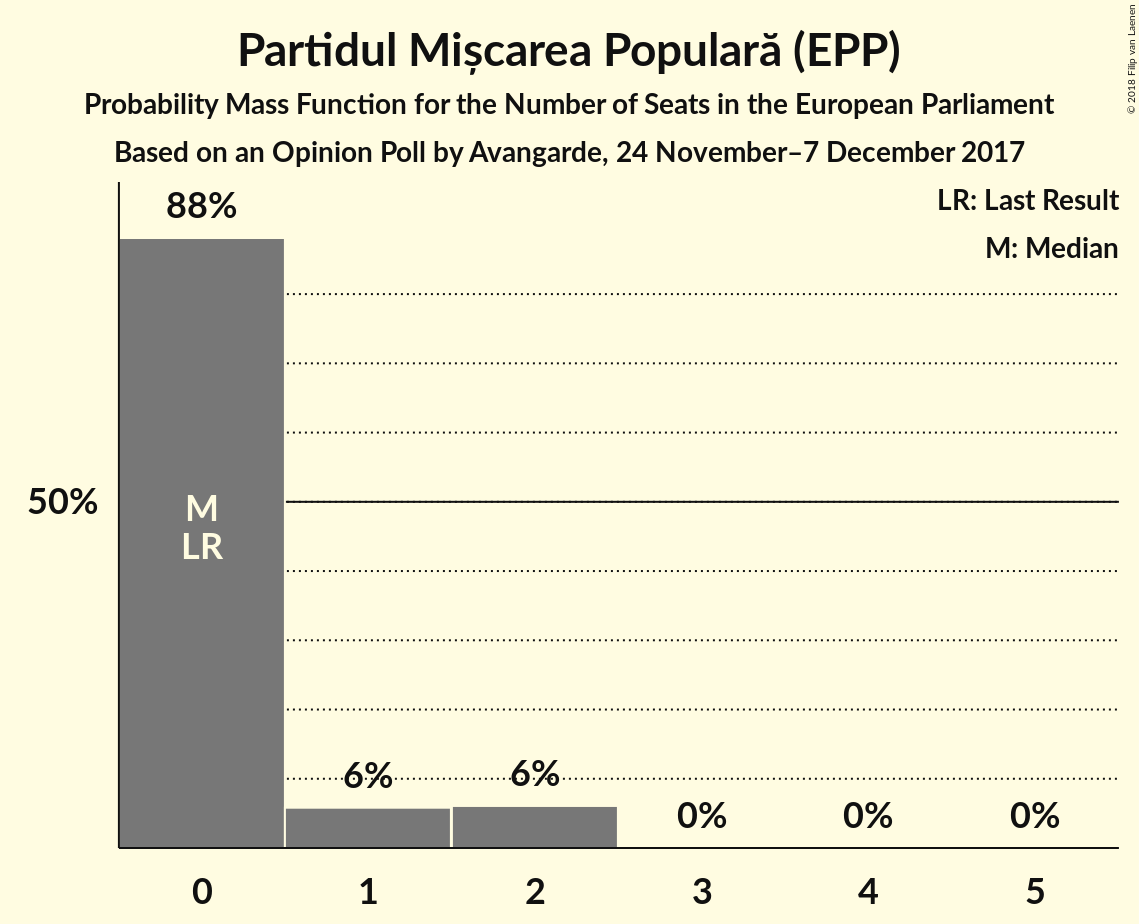 Partidul Mișcarea Populară (EPP)
Probability Mass Function for the Number of Seats in the European Parliament
Based on an Opinion Poll by Avangarde, 24 November–7 December 2017
© 2018 Filip van Laenen
LR: Last Result
M: Median
88%
50%
M
LR
6%
6%
0%
0%
0%
0 1 2 3 4 5